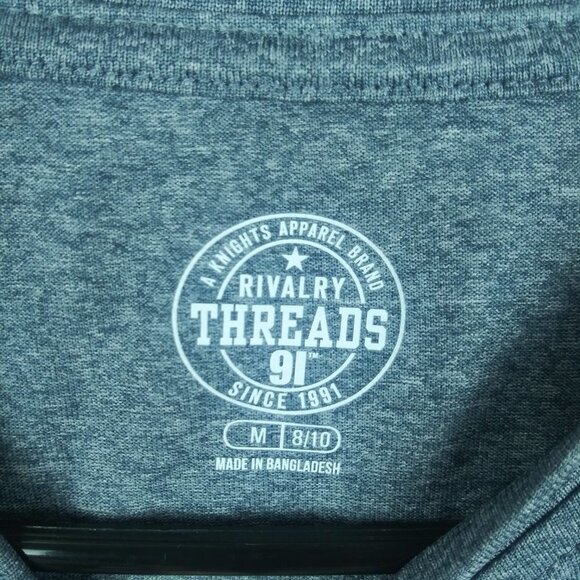 A KNIGHTS APPAREL BRAND
RIVALRY
THREADS
91™
SINCE 1991
M 8/10
MADE IN BANGLADESH